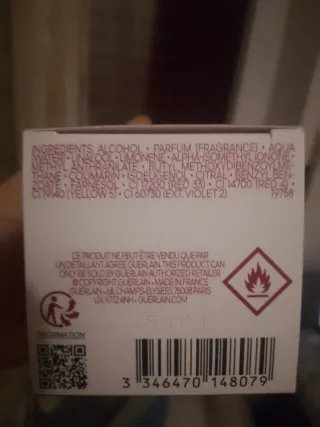 INGREDIENTS: ALCOHOL • PARFUM (FRAGRANCE) • AQUA
(WATER) • LINALOOL • LIMONENE • ALPHA-ISOMETHYL IONONE •
METHYL ANTHRANILATE • BUTYL METHOXYDIBENZOYLME-
THANE • COUMARIN • ISOEUGENOL • CITRAL • BENZYL BEN-
ZOATE • FARNESOL • CI 17200 (RED 33) • CI 14700 (RED 4) •
CI 19140 (YELLOW 5) • CI 60730 (EXT. VIOLET 2)
19758
CE PRODUIT NE PEUT ÊTRE VENDU QUE PAR
UN DÉTAILLANT AGRÉÉ GUERLAIN. THIS PRODUCT CAN
ONLY BE SOLD BY GUERLAIN AUTHORIZED RETAILER
© COPYRIGHT GUERLAIN • MADE IN FRANCE
GUERLAIN • 68, CHAMPS-ELYSEES 75008 PARIS
UK KT12 4NH • GUERLAIN.COM
INFORMATION
3 346470 148079